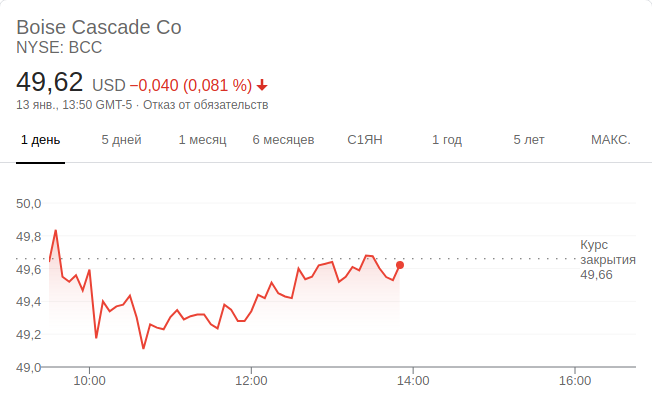 Boise Cascade Co
NYSE: BCC
49,62 USD −0,040 (0,081 %)
13 янв., 13:50 GMT-5 · Отказ от обязательств
1 день 5 дней 1 месяц 6 месяцев С1ЯН 1 год 5 лет МАКС.
50,0
49,8
49,6
49,4
49,2
49,0
Курс
закрытия
49,66
10:00 12:00 14:00 16:00